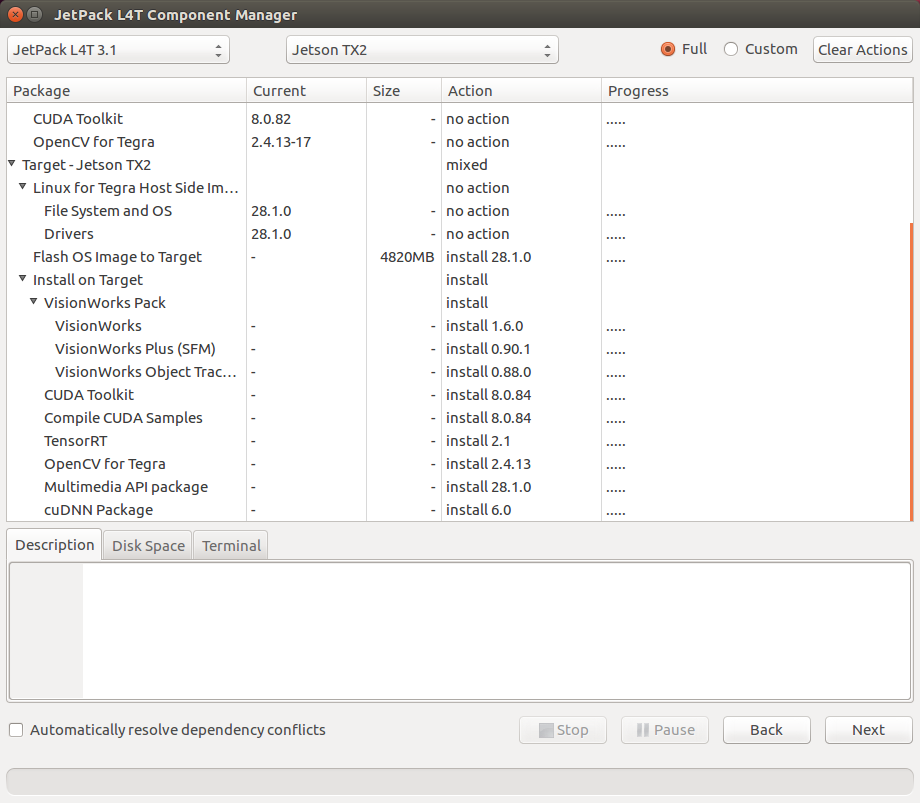 JetPack L4T Component Manager
JetPack L4T 3.1 Jetson TX2 Full Custom Clear Actions
Package Current Size Action Progress
CUDA Toolkit 8.0.82 - no action .....
OpenCV for Tegra 2.4.13-17 - no action .....
Target - Jetson TX2 mixed
Linux for Tegra Host Side Im... no action
File System and OS 28.1.0 - no action .....
Drivers 28.1.0 - no action .....
Flash OS Image to Target - 4820MB install 28.1.0 .....
Install on Target install
VisionWorks Pack install
VisionWorks - - install 1.6.0 .....
VisionWorks Plus (SFM) - - install 0.90.1 .....
VisionWorks Object Trac... - - install 0.88.0 .....
CUDA Toolkit - - install 8.0.84 .....
Compile CUDA Samples - - install 8.0.84 .....
TensorRT - - install 2.1 .....
OpenCV for Tegra - - install 2.4.13 .....
Multimedia API package - - install 28.1.0 .....
cuDNN Package - - install 6.0 .....
Description Disk Space Terminal
Automatically resolve dependency conflicts Stop Pause Back Next